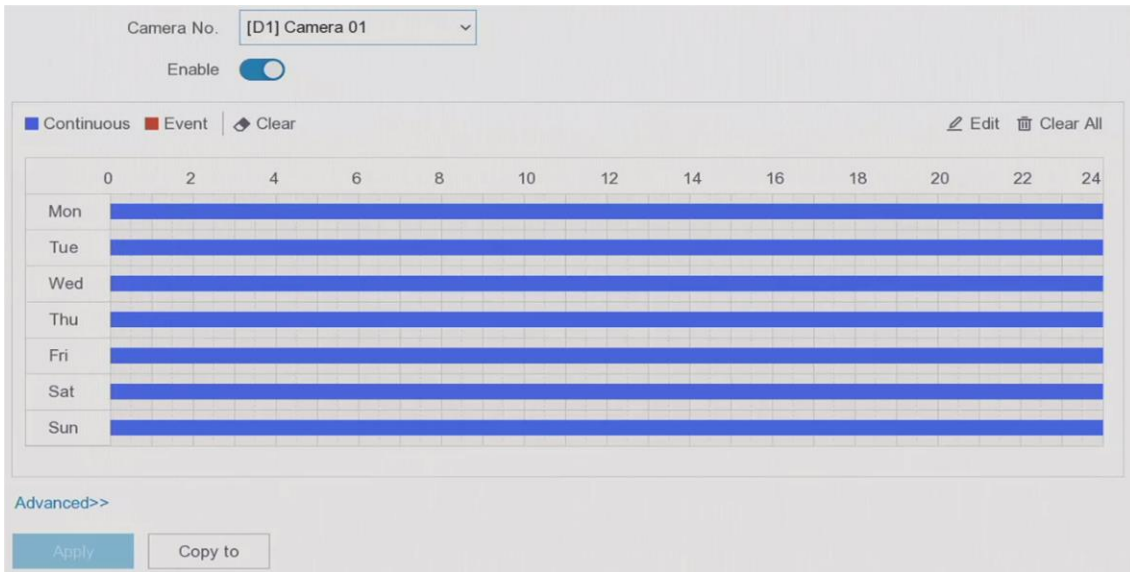 Camera No. [D1] Camera 01
Enable
Continuous Event Clear Edit Clear All
0 2 4 6 8 10 12 14 16 18 20 22 24
Mon
Tue
Wed
Thu
Fri
Sat
Sun
Advanced>>
Apply Copy to